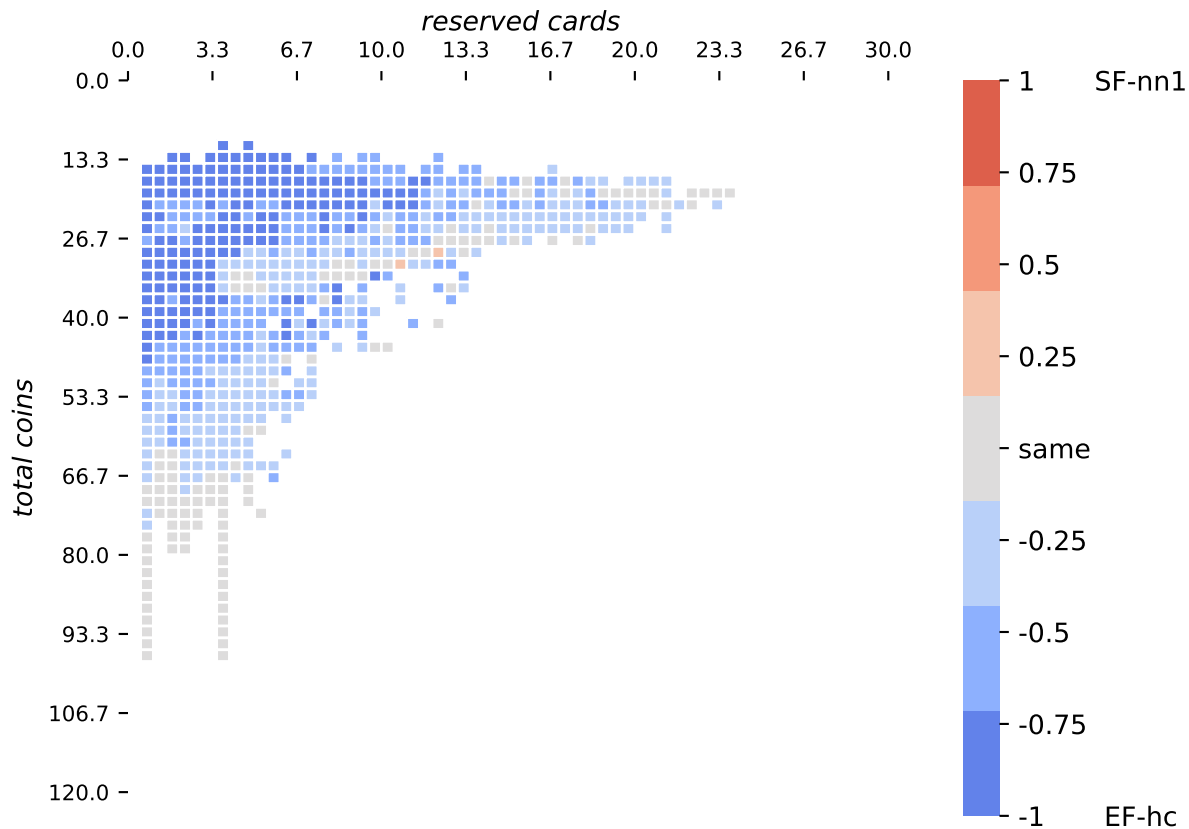 reserved cards
0.0 3.3 6.7 10.0 13.3 16.7 20.0 23.3 26.7 30.0
total coins
0.0
13.3
26.7
40.0
53.3
66.7
80.0
93.3
106.7
120.0
1 SF-nn1
0.75
0.5
0.25
same
-0.25
-0.5
-0.75
-1 EF-hc